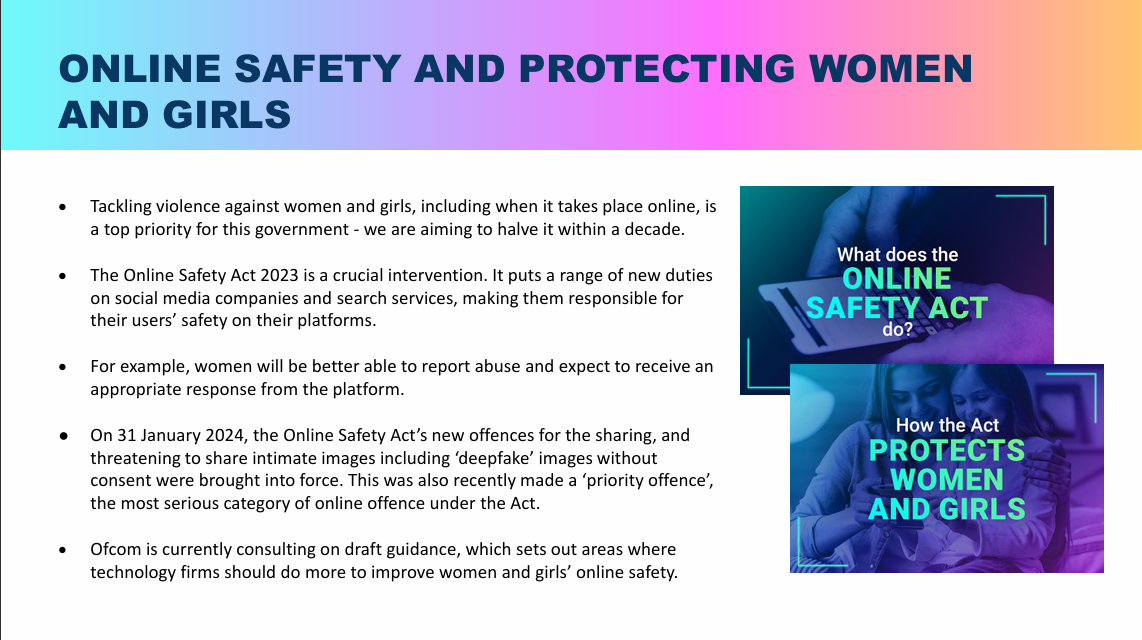 ONLINE SAFETY AND PROTECTING WOMEN
AND GIRLS
• Tackling violence against women and girls, including when it takes place online, is
a top priority for this government - we are aiming to halve it within a decade.
• The Online Safety Act 2023 is a crucial intervention. It puts a range of new duties
on social media companies and search services, making them responsible for
their users’ safety on their platforms.
• For example, women will be better able to report abuse and expect to receive an
appropriate response from the platform.
• On 31 January 2024, the Online Safety Act’s new offences for the sharing, and
threatening to share intimate images including ‘deepfake’ images without
consent were brought into force. This was also recently made a ‘priority offence’,
the most serious category of online offence under the Act.
• Ofcom is currently consulting on draft guidance, which sets out areas where
technology firms should do more to improve women and girls’ online safety.
What does the
ONLINE
SAFETY ACT
do?
How the Act
PROTECTS
WOMEN
AND GIRLS